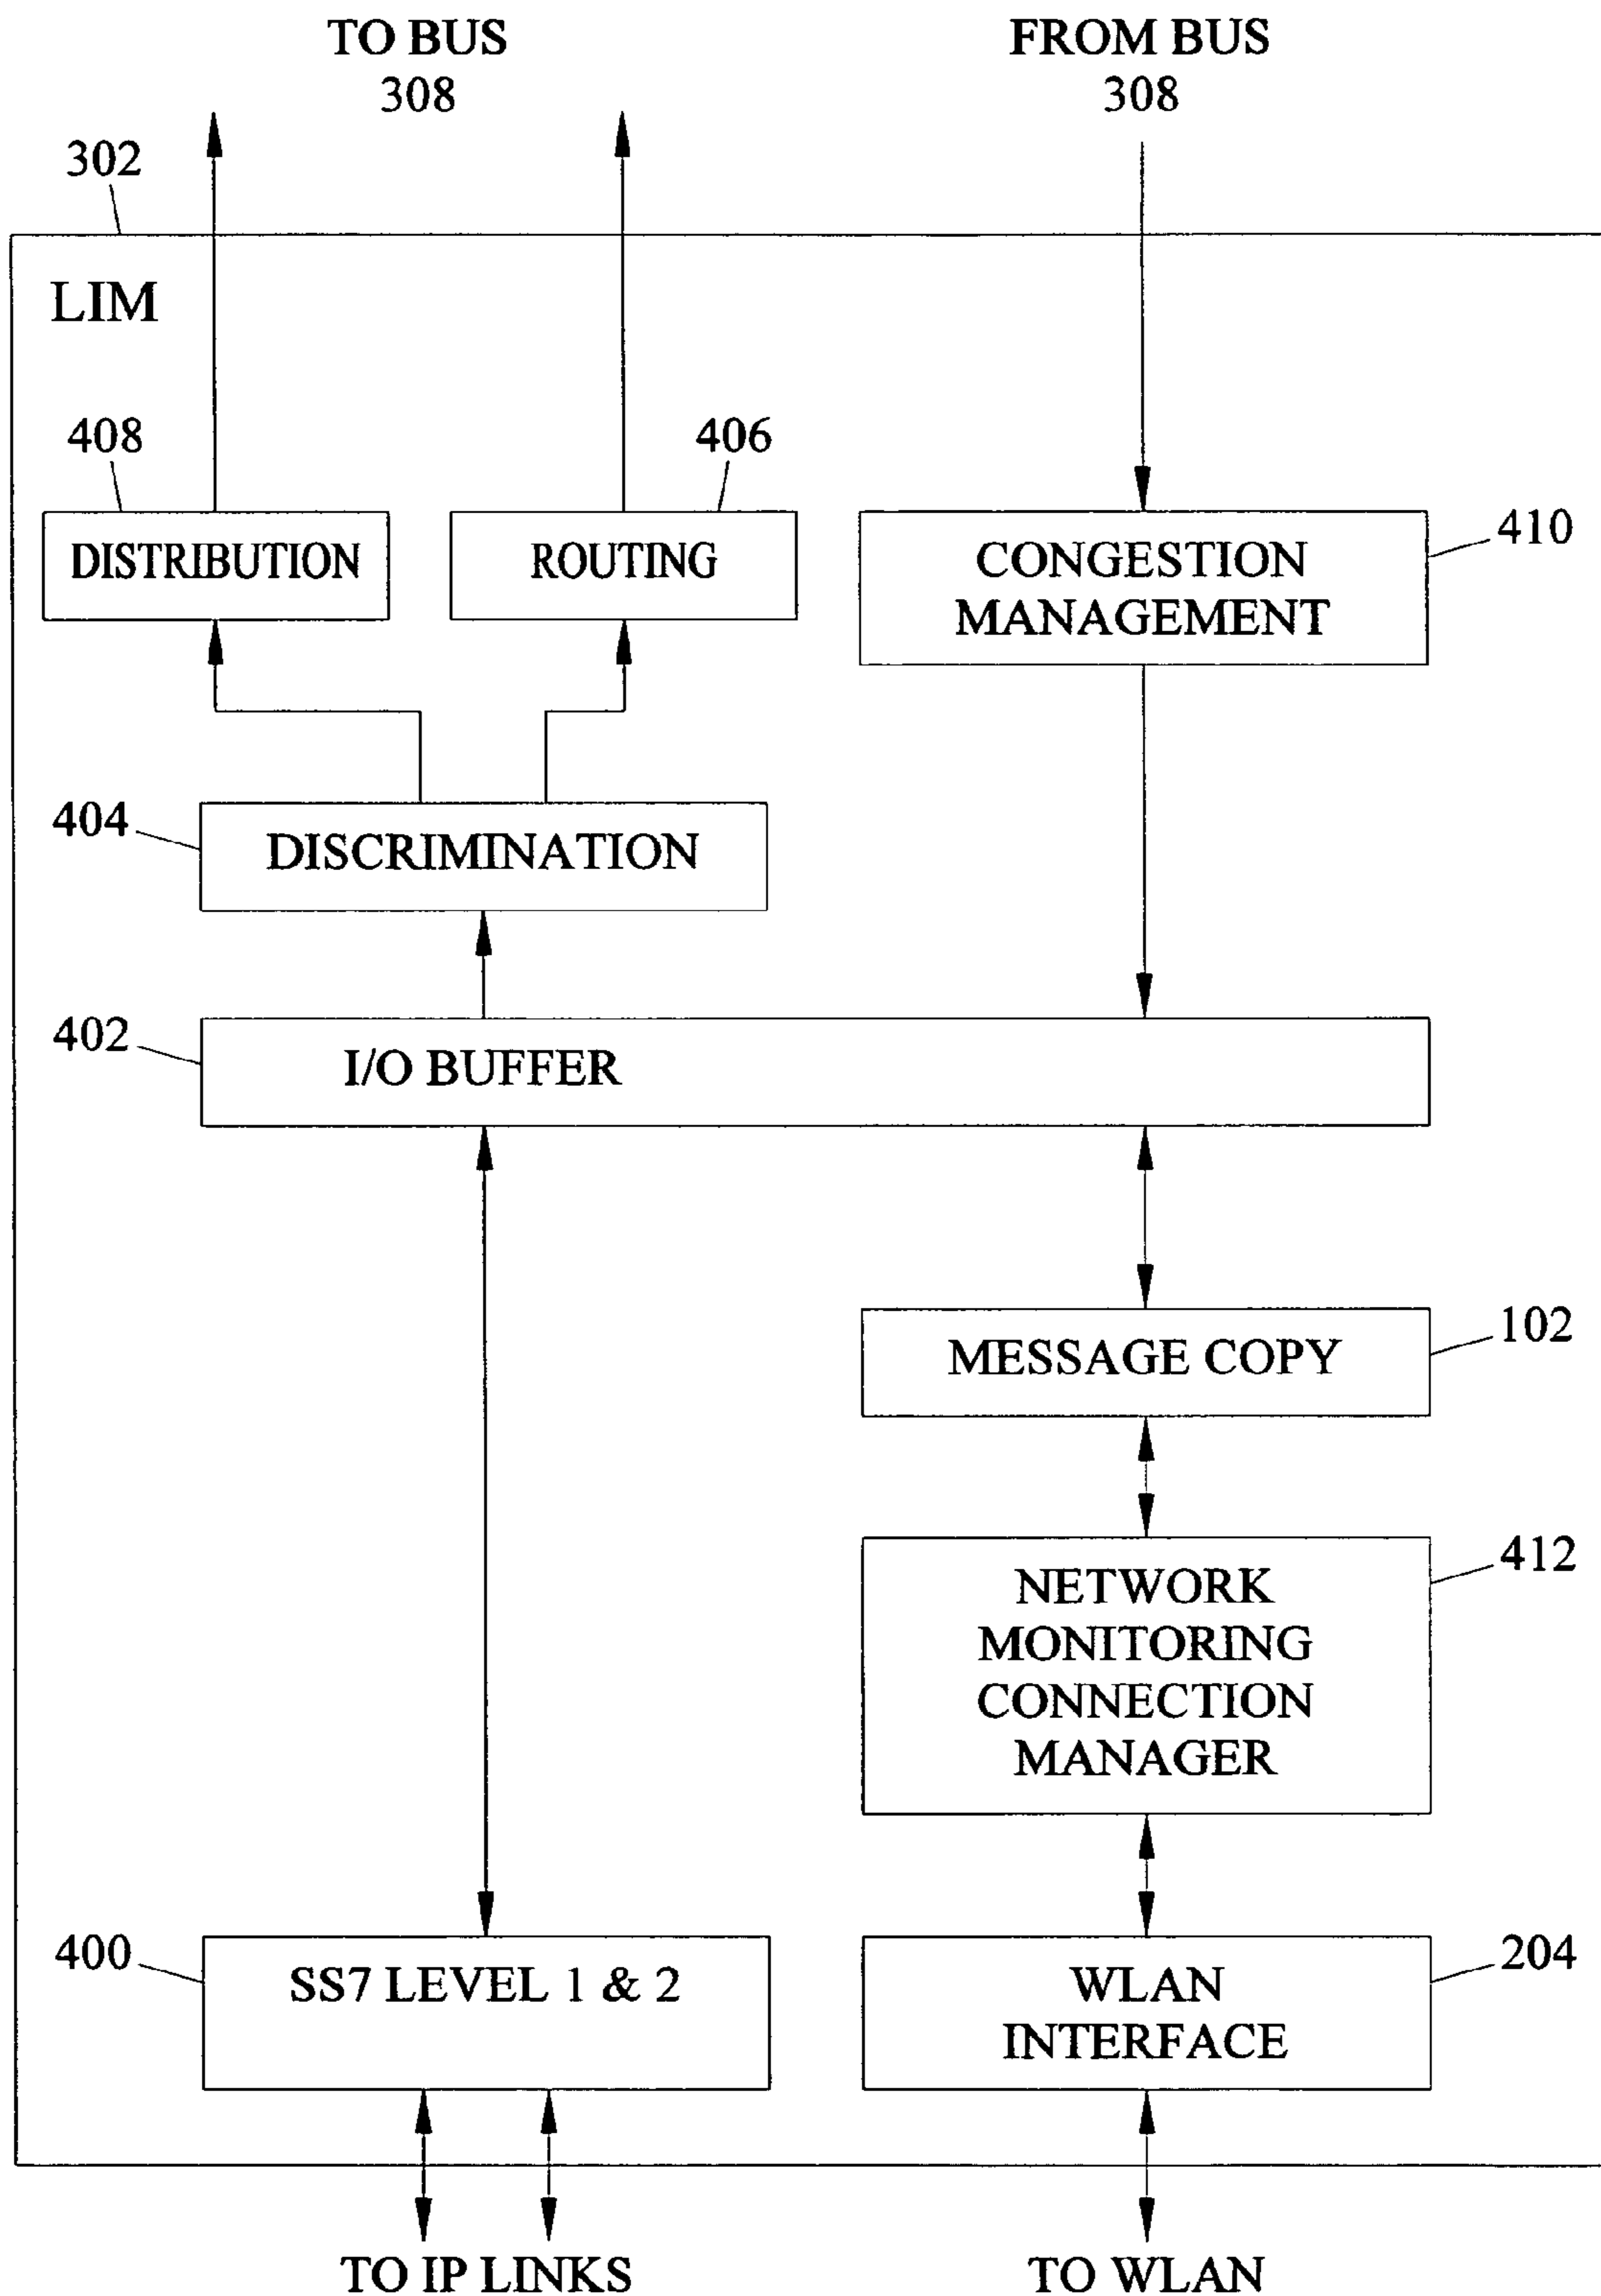 TO BUS
308
FROM BUS
308
302
LIM
408
406
DISTRIBUTION
ROUTING
CONGESTION
MANAGEMENT
410
404
DISCRIMINATION
402
I/O BUFFER
MESSAGE COPY
102
NETWORK
MONITORING
CONNECTION
MANAGER
412
400
SS7 LEVEL 1 & 2
WLAN
INTERFACE
204
TO IP LINKS
TO WLAN